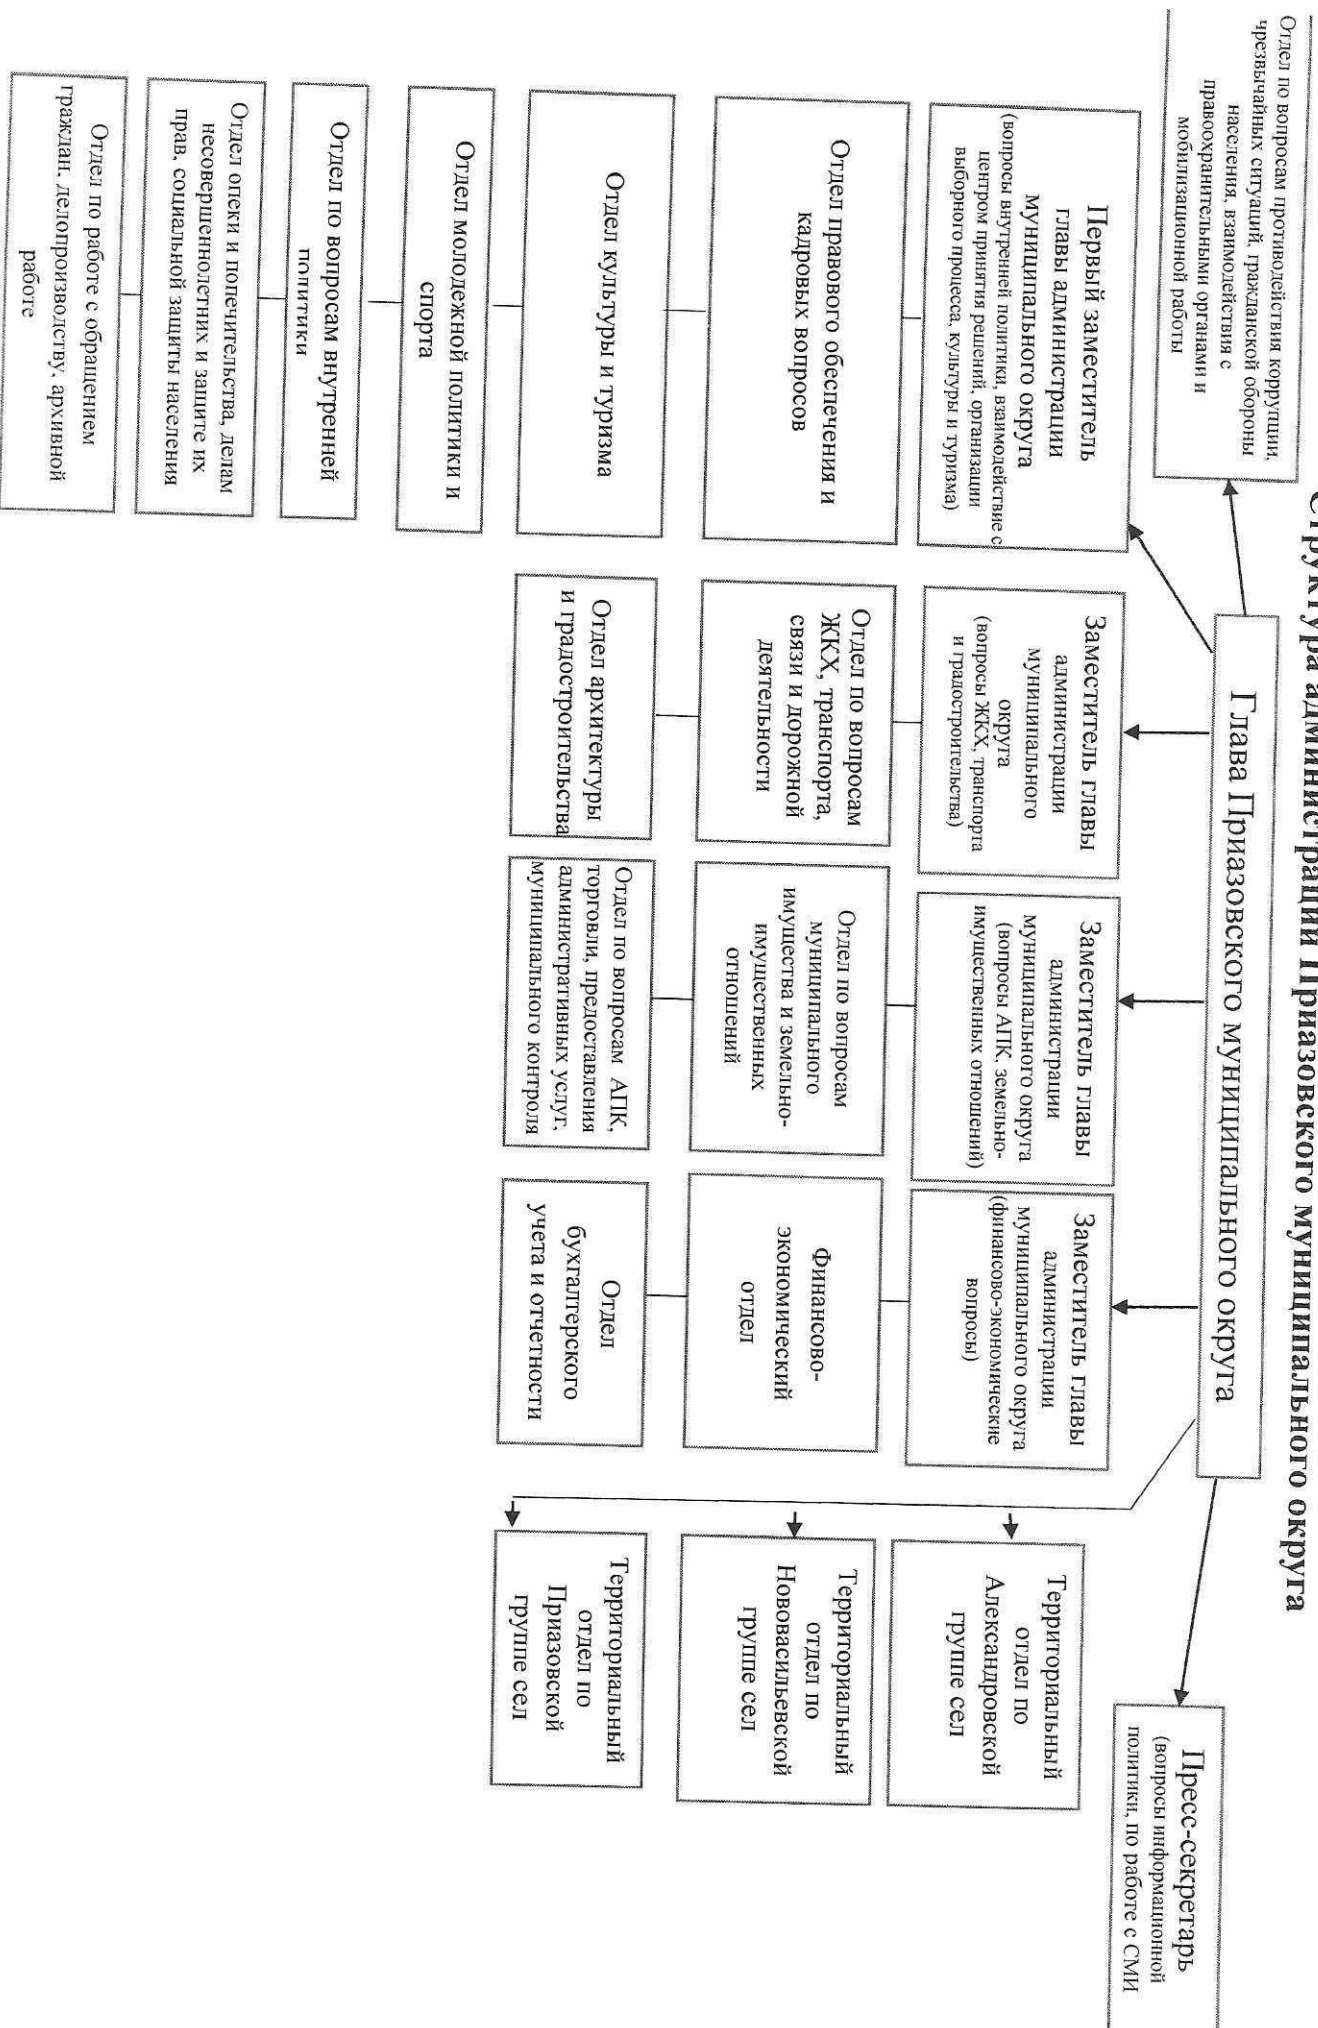 Структура администрации Приазовского муниципального округа
Отдел по вопросам противодействия коррупции,
чрезвычайных ситуаций, гражданской обороны
населения, взаимодействия с
правоохранительными органами и
мобилизационной работы
Глава Приазовского муниципального округа
Пресс-секретарь
(вопросы информационной
политики, по работе с СМИ
Первый заместитель
главы администрации
муниципального округа
(вопросы внутренней политики, взаимодействие с
центром принятия решений, организации
выборного процесса, культуры и туризма)
Заместитель главы
администрации
муниципального
округа
(вопросы ЖКХ, транспорта
и градостроительства)
Заместитель главы
администрации
муниципального округа
(вопросы АПК, земельно-
имущественных отношений)
Заместитель главы
администрации
муниципального округа
(финансово-экономические
вопросы)
Территориальный
отдел по
Александровской
группе сел
Отдел правового обеспечения и
кадровых вопросов
Отдел по вопросам
ЖКХ, транспорта,
связи и дорожной
деятельности
Отдел по вопросам
муниципального
имущества и земельно-
имущественных
отношений
Финансово-
экономический
отдел
Территориальный
отдел по
Нововасильевской
группе сел
Отдел культуры и туризма
Отдел архитектуры
и градостроительства
Отдел по вопросам АПК,
торговли, предоставления
административных услуг,
муниципального контроля
Отдел
бухгалтерского
учета и отчетности
Территориальный
отдел по
Приазовской
группе сел
Отдел молодежной политики и
спорта
Отдел по вопросам внутренней
политики
Отдел опеки и попечительства, делам
несовершеннолетних и защите их
прав, социальной защиты населения
Отдел по работе с обращением
граждан, делопроизводству, архивной
работе